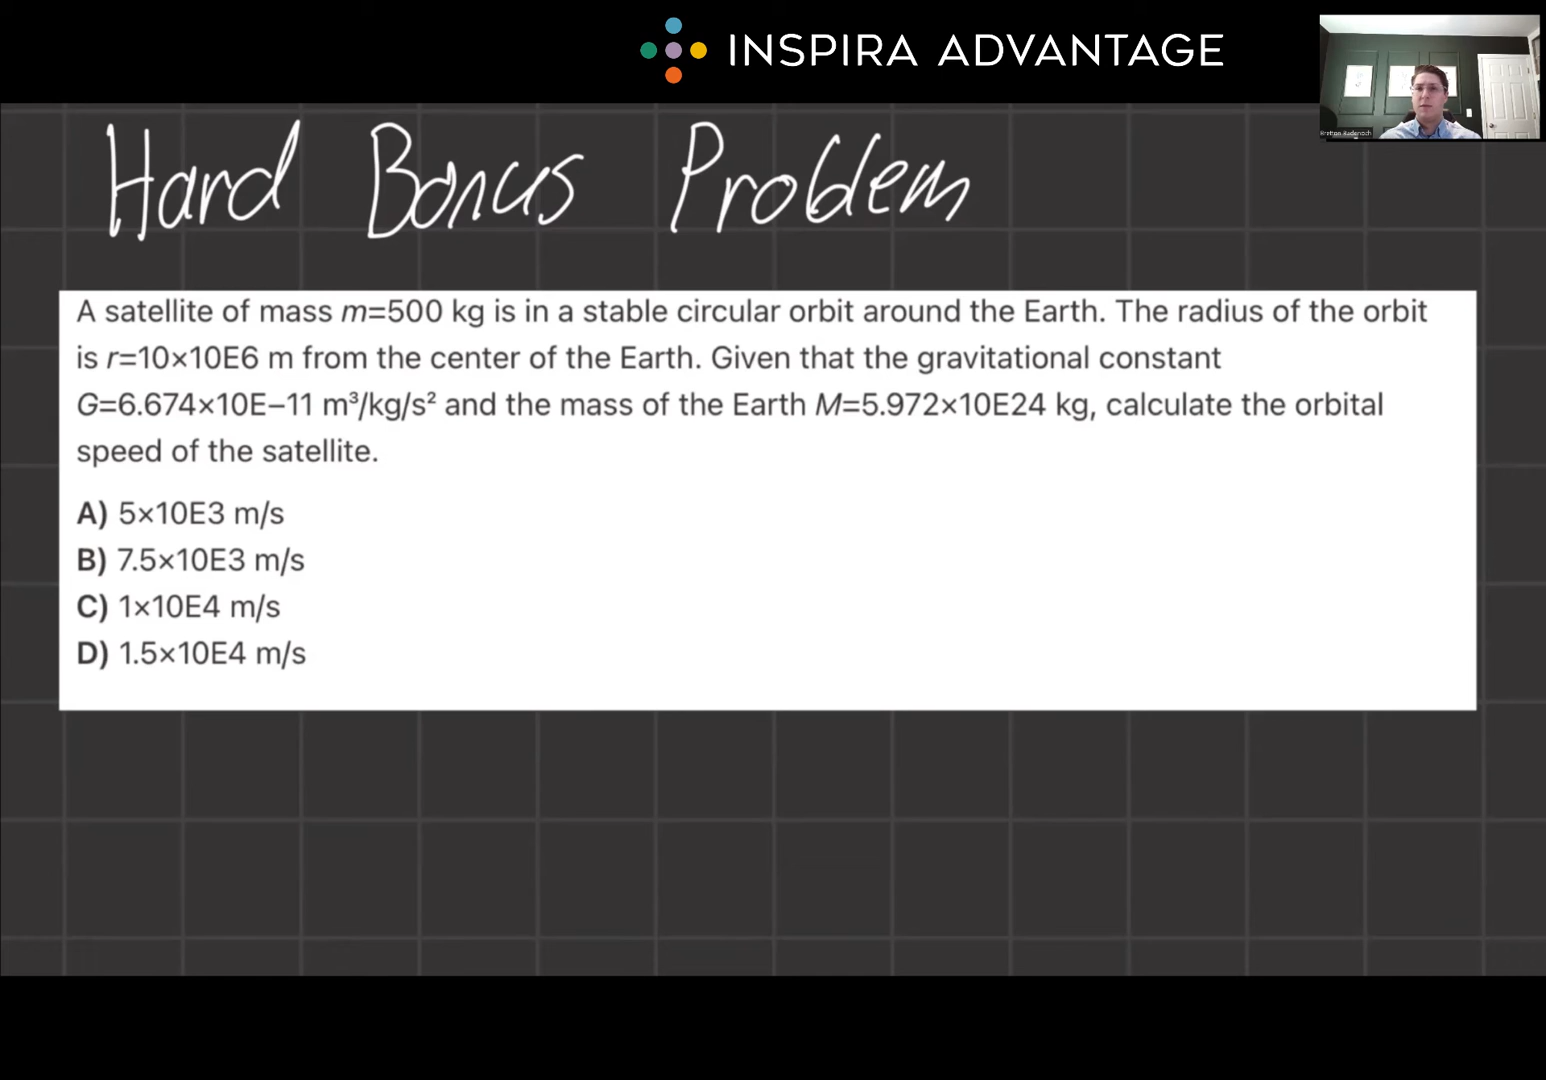 INSPIRA ADVANTAGE
Hard Bonus Problem
A satellite of mass m=500 kg is in a stable circular orbit around the Earth. The radius of the orbit
is r=10×10E6 m from the center of the Earth. Given that the gravitational constant
G=6.674×10E–11 m³/kg/s² and the mass of the Earth M=5.972×10E24 kg, calculate the orbital
speed of the satellite.
A) 5×10E3 m/s
B) 7.5×10E3 m/s
C) 1×10E4 m/s
D) 1.5×10E4 m/s